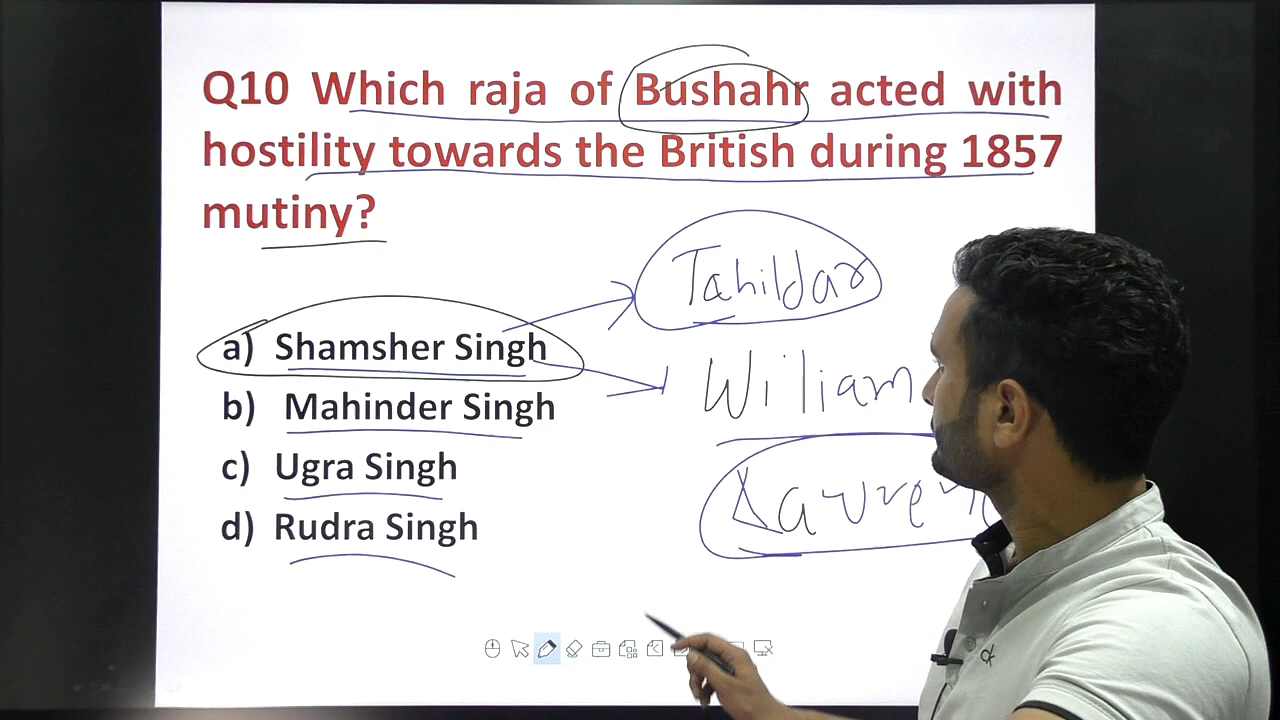 Q10 Which raja of Bushahr acted with
hostility towards the British during 1857
mutiny?
a) Shamsher Singh
b) Mahinder Singh
c) Ugra Singh
d) Rudra Singh
Tahildar
Wiliam
ck